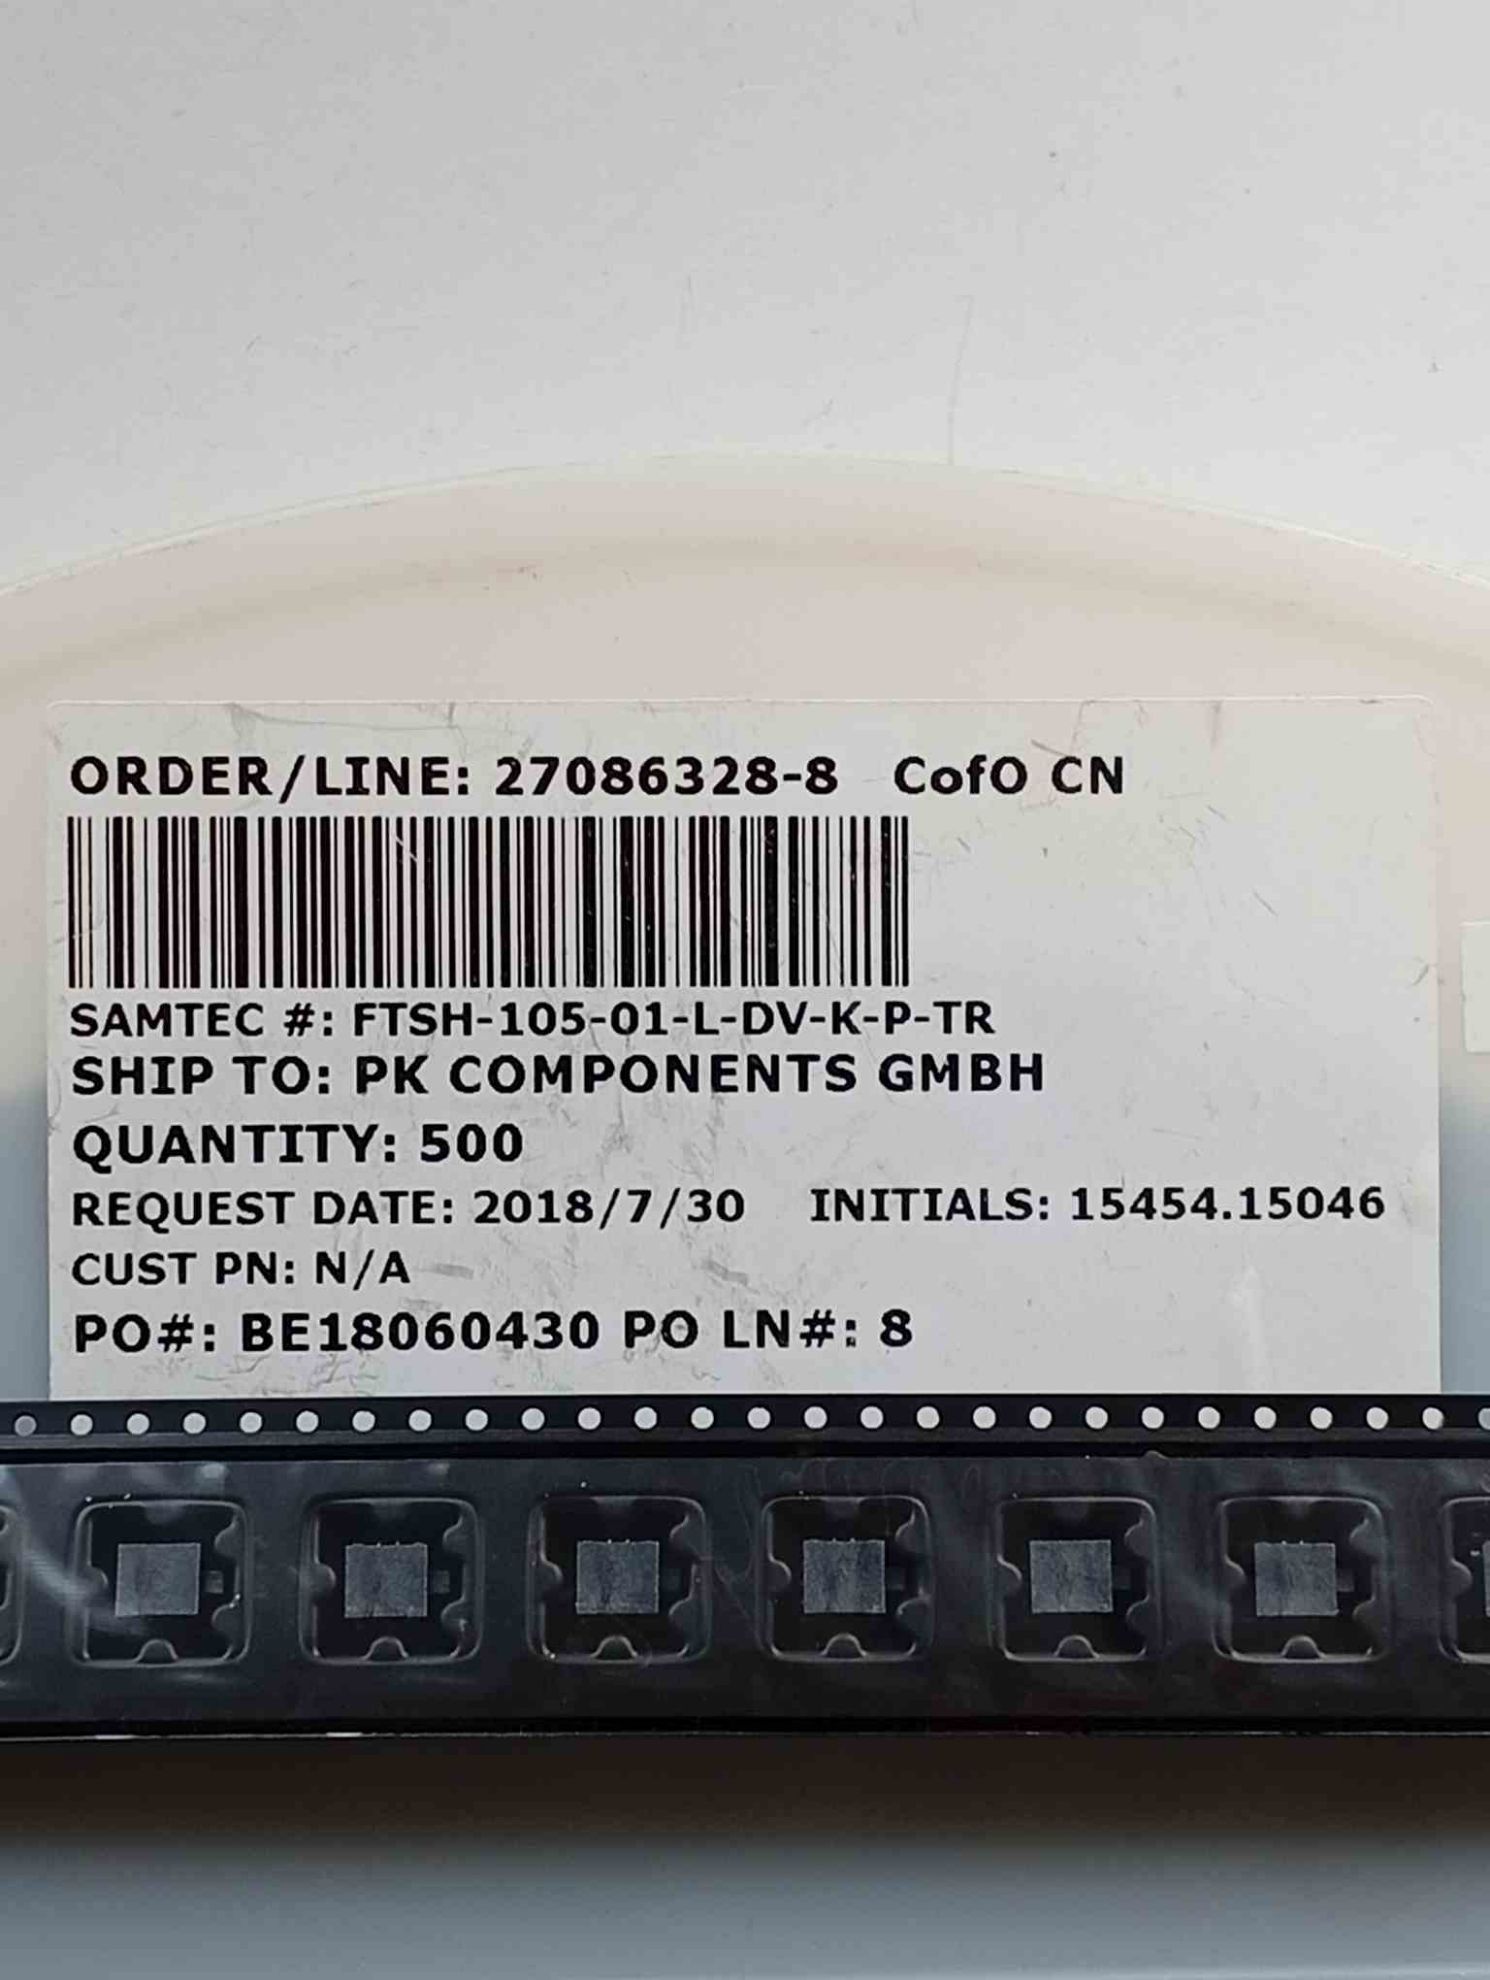 ORDER/LINE: 27086328-8 CofO CN
SAMTEC #: FTSH-105-01-L-DV-K-P-TR
SHIP TO: PK COMPONENTS GMBH
QUANTITY: 500
REQUEST DATE: 2018/7/30 INITIALS: 15454.15046
CUST PN: N/A
PO#: BE18060430 PO LN#: 8